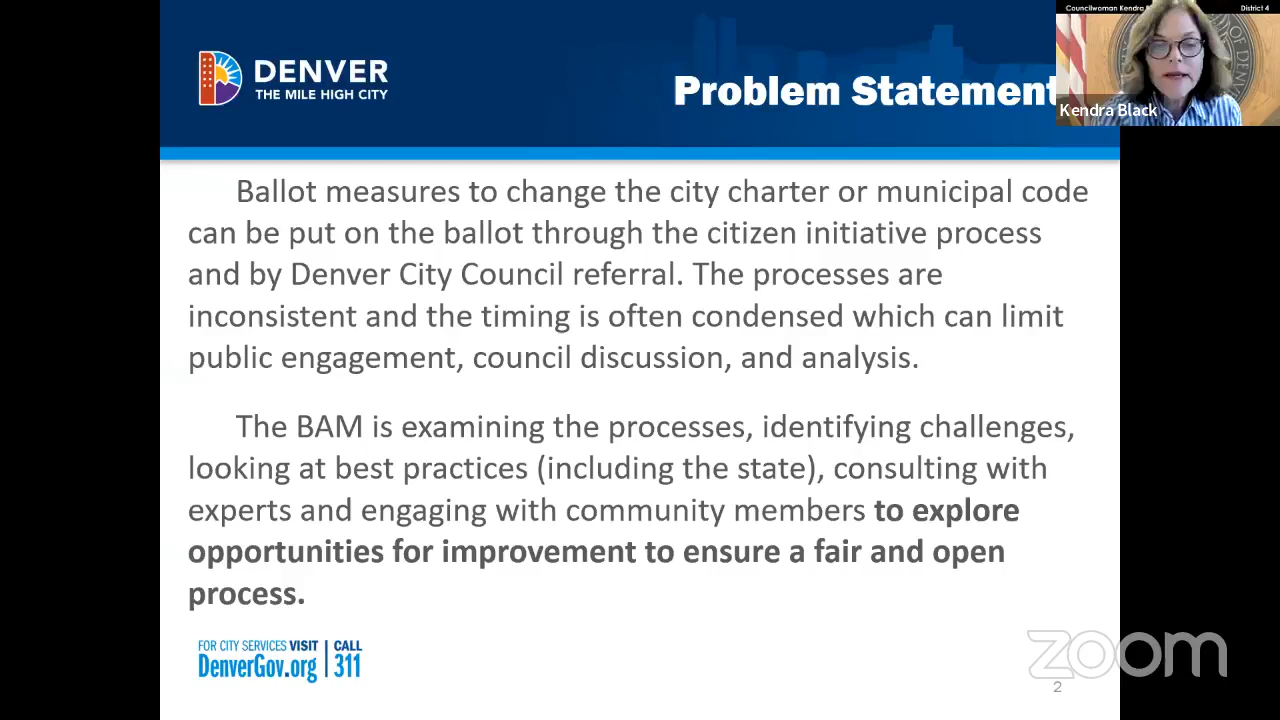 DENVER
THE MILE HIGH CITY
Problem Statement
Councilwoman Kendra
District 4
Kendra Black
Ballot measures to change the city charter or municipal code
can be put on the ballot through the citizen initiative process
and by Denver City Council referral. The processes are
inconsistent and the timing is often condensed which can limit
public engagement, council discussion, and analysis.
The BAM is examining the processes, identifying challenges,
looking at best practices (including the state), consulting with
experts and engaging with community members to explore
opportunities for improvement to ensure a fair and open
process.
FOR CITY SERVICES VISIT
DenverGov.org
CALL
311
zoom
2